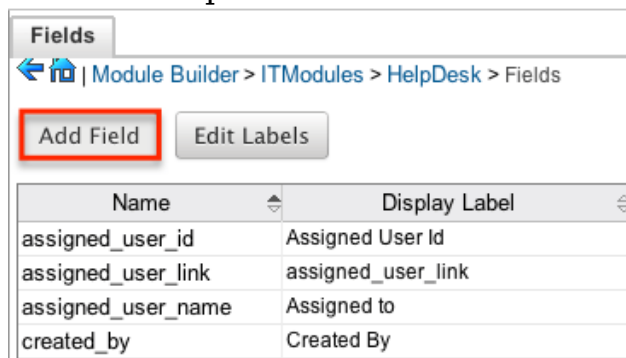 Fields
| Module Builder > ITModules > HelpDesk > Fields
Add Field Edit Labels
Name Display Label
assigned_user_id Assigned User Id
assigned_user_link assigned_user_link
assigned_user_name Assigned to
created_by Created By